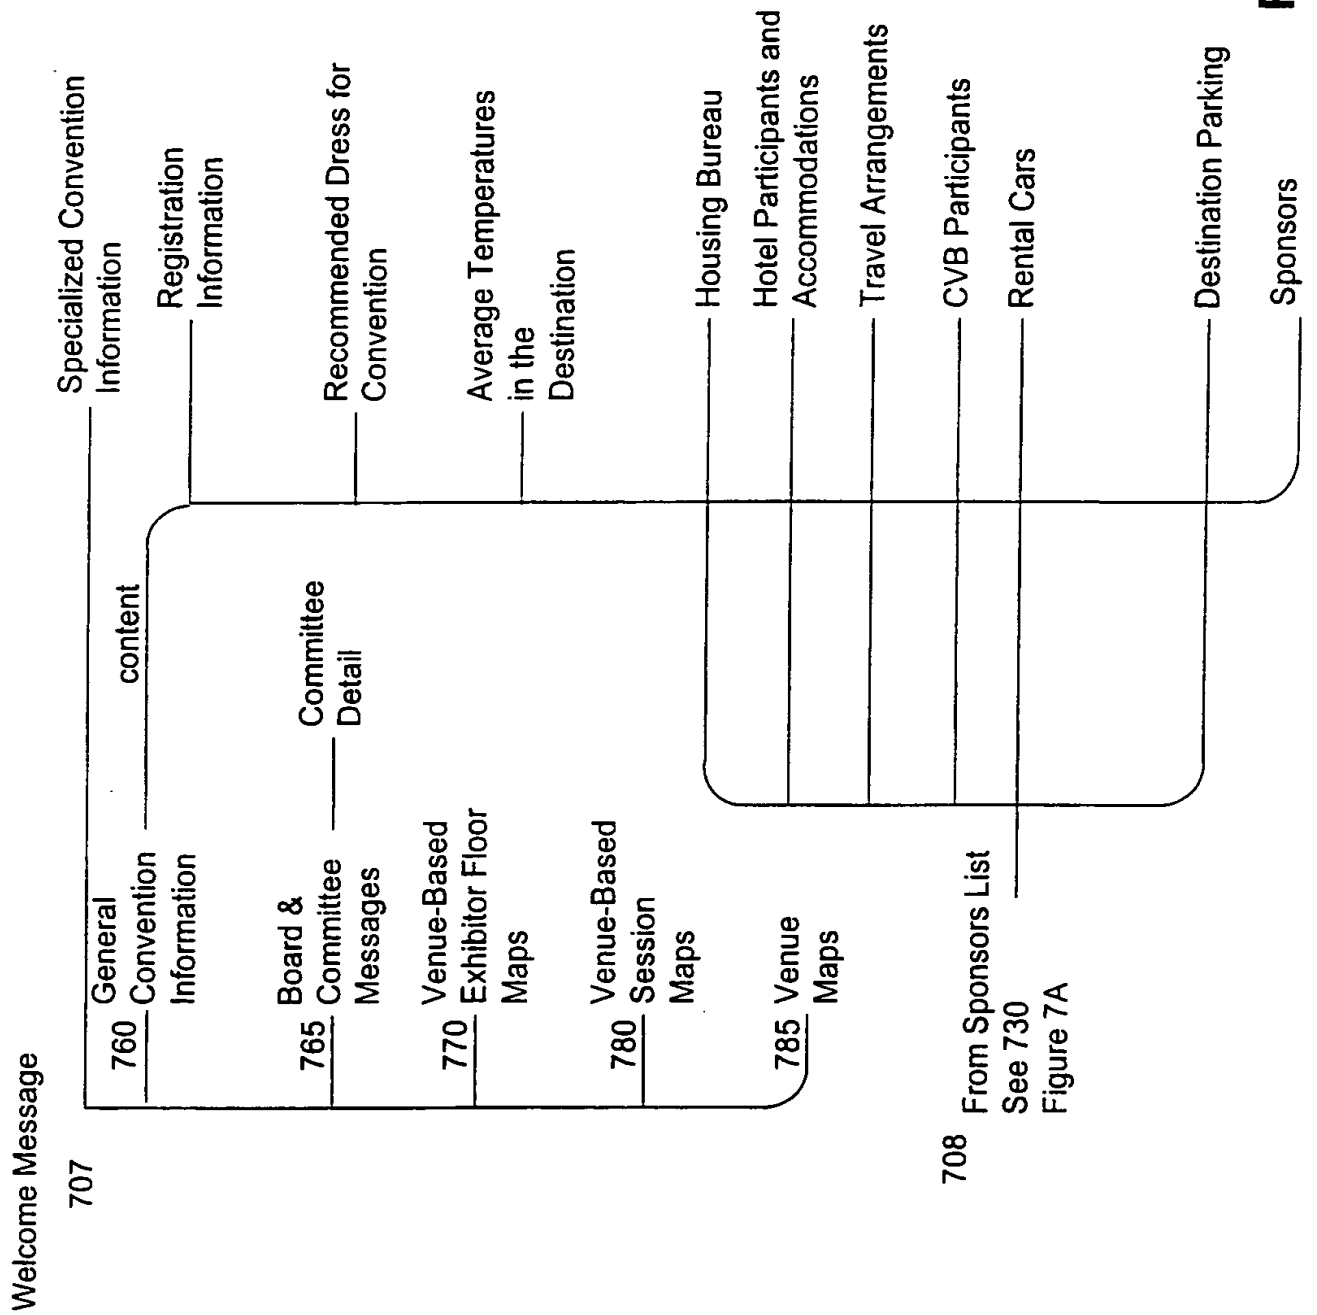 Welcome Message
707
Specialized Convention
Information
760
General
Convention
Information
content
Registration
Information
Recommended Dress for
Convention
Average Temperatures
in the
Destination
765
Board &
Committee
Messages
Committee
Detail
770
Venue-Based
Exhibitor Floor
Maps
780
Venue-Based
Session
Maps
785
Venue
Maps
708
From Sponsors List
See 730
Figure 7A
Housing Bureau
Hotel Participants and
Accommodations
Travel Arrangements
CVB Participants
Rental Cars
Destination Parking
Sponsors